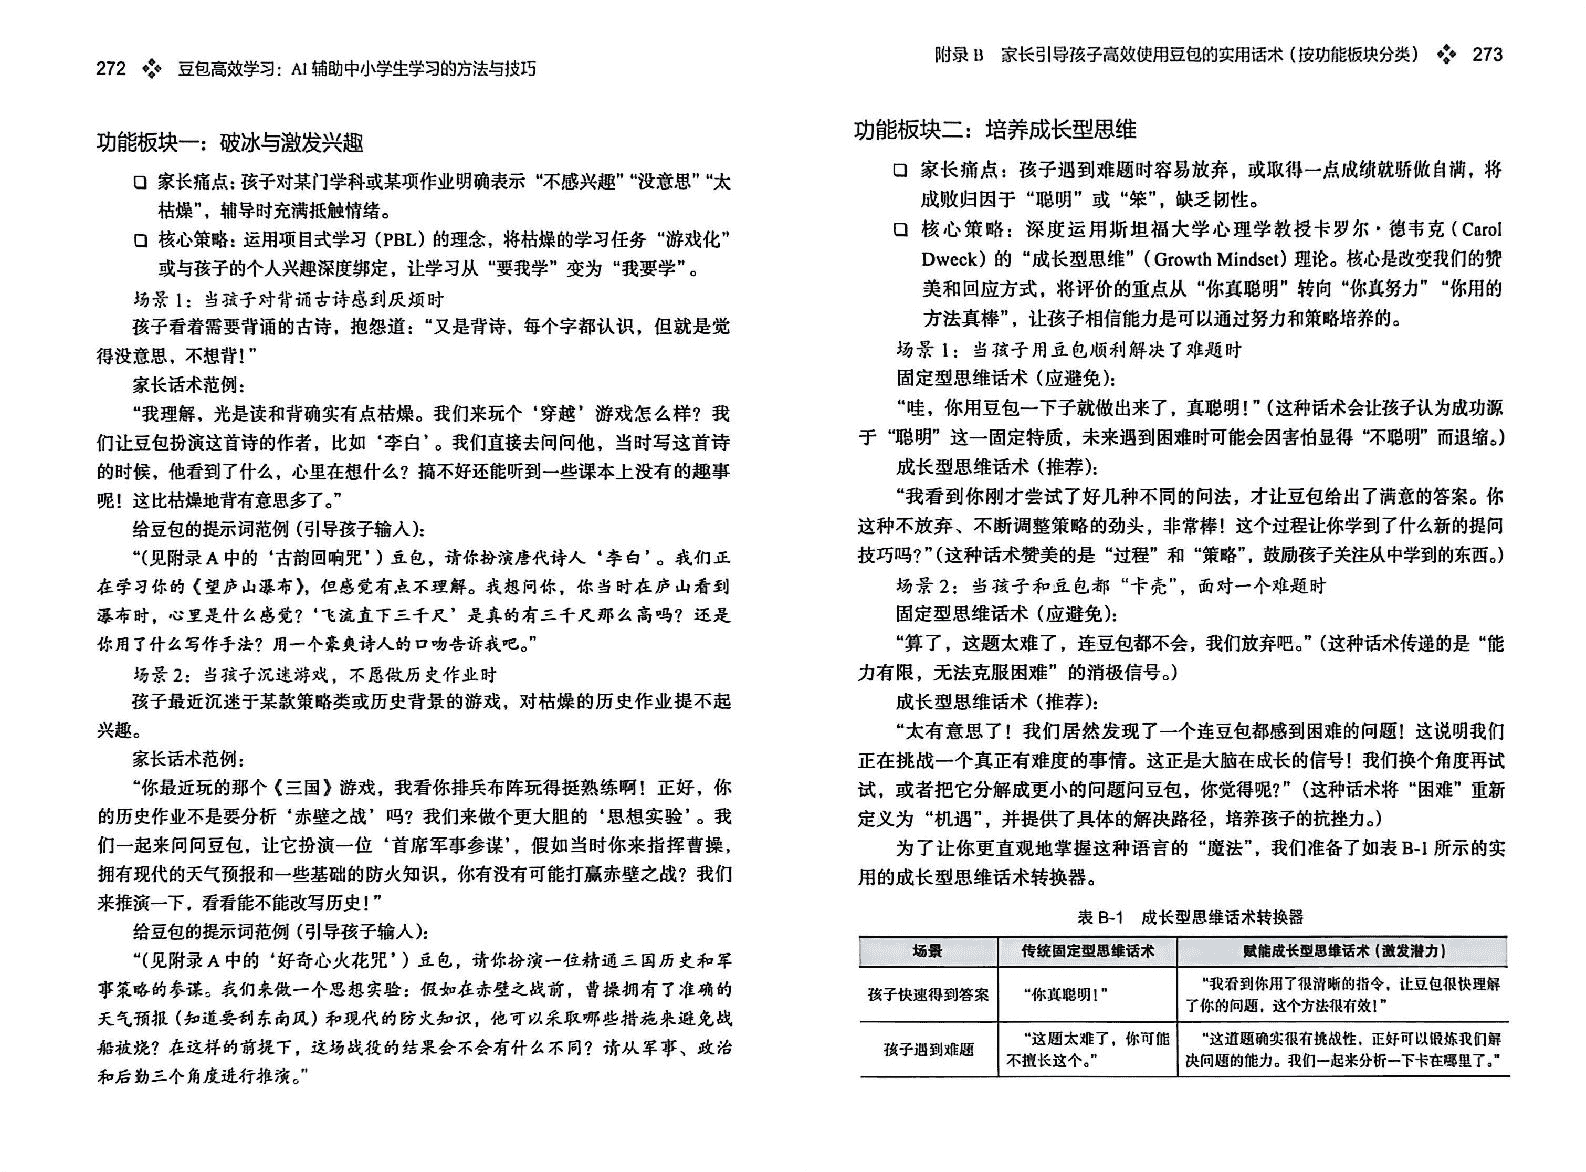 272 豆包高效学习：AI 辅助中小学生学习的方法与技巧
功能板块一：破冰与激发兴趣
❏ 家长痛点：孩子对某门学科或某项作业明确表示“不感兴趣”“没意思”“太
枯燥”，辅导时充满抵触情绪。
❏ 核心策略：运用项目式学习（PBL）的理念，将枯燥的学习任务“游戏化”
或与孩子的个人兴趣深度绑定，让学习从“要我学”变为“我要学”。
场景 1：当孩子对背诵古诗感到厌烦时
孩子看着需要背诵的古诗，抱怨道：“又是背诗，每个字都认识，但就是觉
得没意思，不想背！”
家长话术范例：
“我理解，光是读和背确实有点枯燥。我们来玩个‘穿越’游戏怎么样？我
们让豆包扮演这首诗的作者，比如‘李白’。我们直接去问问他，当时写这首诗
的时候，他看到了什么，心里在想什么？搞不好还能听到一些课本上没有的趣事
呢！这比枯燥地背有意思多了。”
给豆包的提示词范例（引导孩子输入）：
“（见附录 A 中的‘古韵回响咒’）豆包，请你扮演唐代诗人‘李白’。我们正
在学习你的《望庐山瀑布》，但感觉有点不理解。我想问你，你当时在庐山看到
瀑布时，心里是什么感觉？‘飞流直下三千尺’是真的有三千尺那么高吗？还是
你用了什么写作手法？用一个豪爽诗人的口吻告诉我吧。”
场景 2：当孩子沉迷游戏，不愿做历史作业时
孩子最近沉迷于某款策略类或历史背景的游戏，对枯燥的历史作业提不起
兴趣。
家长话术范例：
“你最近玩的那个《三国》游戏，我看你排兵布阵玩得挺熟练啊！正好，你
的历史作业不是要分析‘赤壁之战’吗？我们来做个更大胆的‘思想实验’。我
们一起来问问豆包，让它扮演一位‘首席军事参谋’，假如当时你来指挥曹操，
拥有现代的天气预报和一些基础的防火知识，你有没有可能打赢赤壁之战？我们
来推演一下，看看能不能改写历史！”
给豆包的提示词范例（引导孩子输入）：
“（见附录 A 中的‘好奇心火花咒’）豆包，请你扮演一位精通三国历史和军
事策略的参谋。我们来做一个思想实验：假如在赤壁之战前，曹操拥有了准确的
天气预报（知道要刮东南风）和现代的防火知识，他可以采取哪些措施来避免战
船被烧？在这样的前提下，这场战役的结果会不会有什么不同？请从军事、政治
和后勤三个角度进行推演。”
附录 B 家长引导孩子高效使用豆包的实用话术（按功能板块分类） 273
功能板块二：培养成长型思维
❏ 家长痛点：孩子遇到难题时容易放弃，或取得一点成绩就骄傲自满，将
成败归因于“聪明”或“笨”，缺乏韧性。
❏ 核心策略：深度运用斯坦福大学心理学教授卡罗尔·德韦克（Carol
Dweck）的“成长型思维”（Growth Mindset）理论。核心是改变我们的赞
美和回应方式，将评价的重点从“你真聪明”转向“你真努力”“你用的
方法真棒”，让孩子相信能力是可以通过努力和策略培养的。
场景 1：当孩子用豆包顺利解决了难题时
固定型思维话术（应避免）：
“哇，你用豆包一下子就做出来了，真聪明！”（这种话术会让孩子认为成功源
于“聪明”这一固定特质，未来遇到困难时可能会因害怕显得“不聪明”而退缩。）
成长型思维话术（推荐）：
“我看到你刚才尝试了好几种不同的问法，才让豆包给出了满意的答案。你
这种不放弃、不断调整策略的劲头，非常棒！这个过程让你学到了什么新的提问
技巧吗？”（这种话术赞美的是“过程”和“策略”，鼓励孩子关注从中学到的东西。）
场景 2：当孩子和豆包都“卡壳”，面对一个难题时
固定型思维话术（应避免）：
“算了，这题太难了，连豆包都不会，我们放弃吧。”（这种话术传递的是“能
力有限，无法克服困难”的消极信号。）
成长型思维话术（推荐）：
“太有意思了！我们居然发现了一个连豆包都感到困难的问题！这说明我们
正在挑战一个真正有难度的事情。这正是大脑在成长的信号！我们换个角度再试
试，或者把它分解成更小的问题问豆包，你觉得呢？”（这种话术将“困难”重新
定义为“机遇”，并提供了具体的解决路径，培养孩子的抗挫力。）
为了让你更直观地掌握这种语言的“魔法”，我们准备了如表 B-1 所示的实
用的成长型思维话术转换器。
表 B-1 成长型思维话术转换器
场景 传统固定型思维话术 赋能成长型思维话术（激发潜力）
孩子快速得到答案 “你真聪明！” “我看到你用了很清晰的指令，让豆包很快理解
了你的问题，这个方法很有效！”
孩子遇到难题 “这题太难了，你可能
不擅长这个。” “这道题确实很有挑战性，正好可以锻炼我们解
决问题的能力。我们一起来分析一下卡在哪里了。”